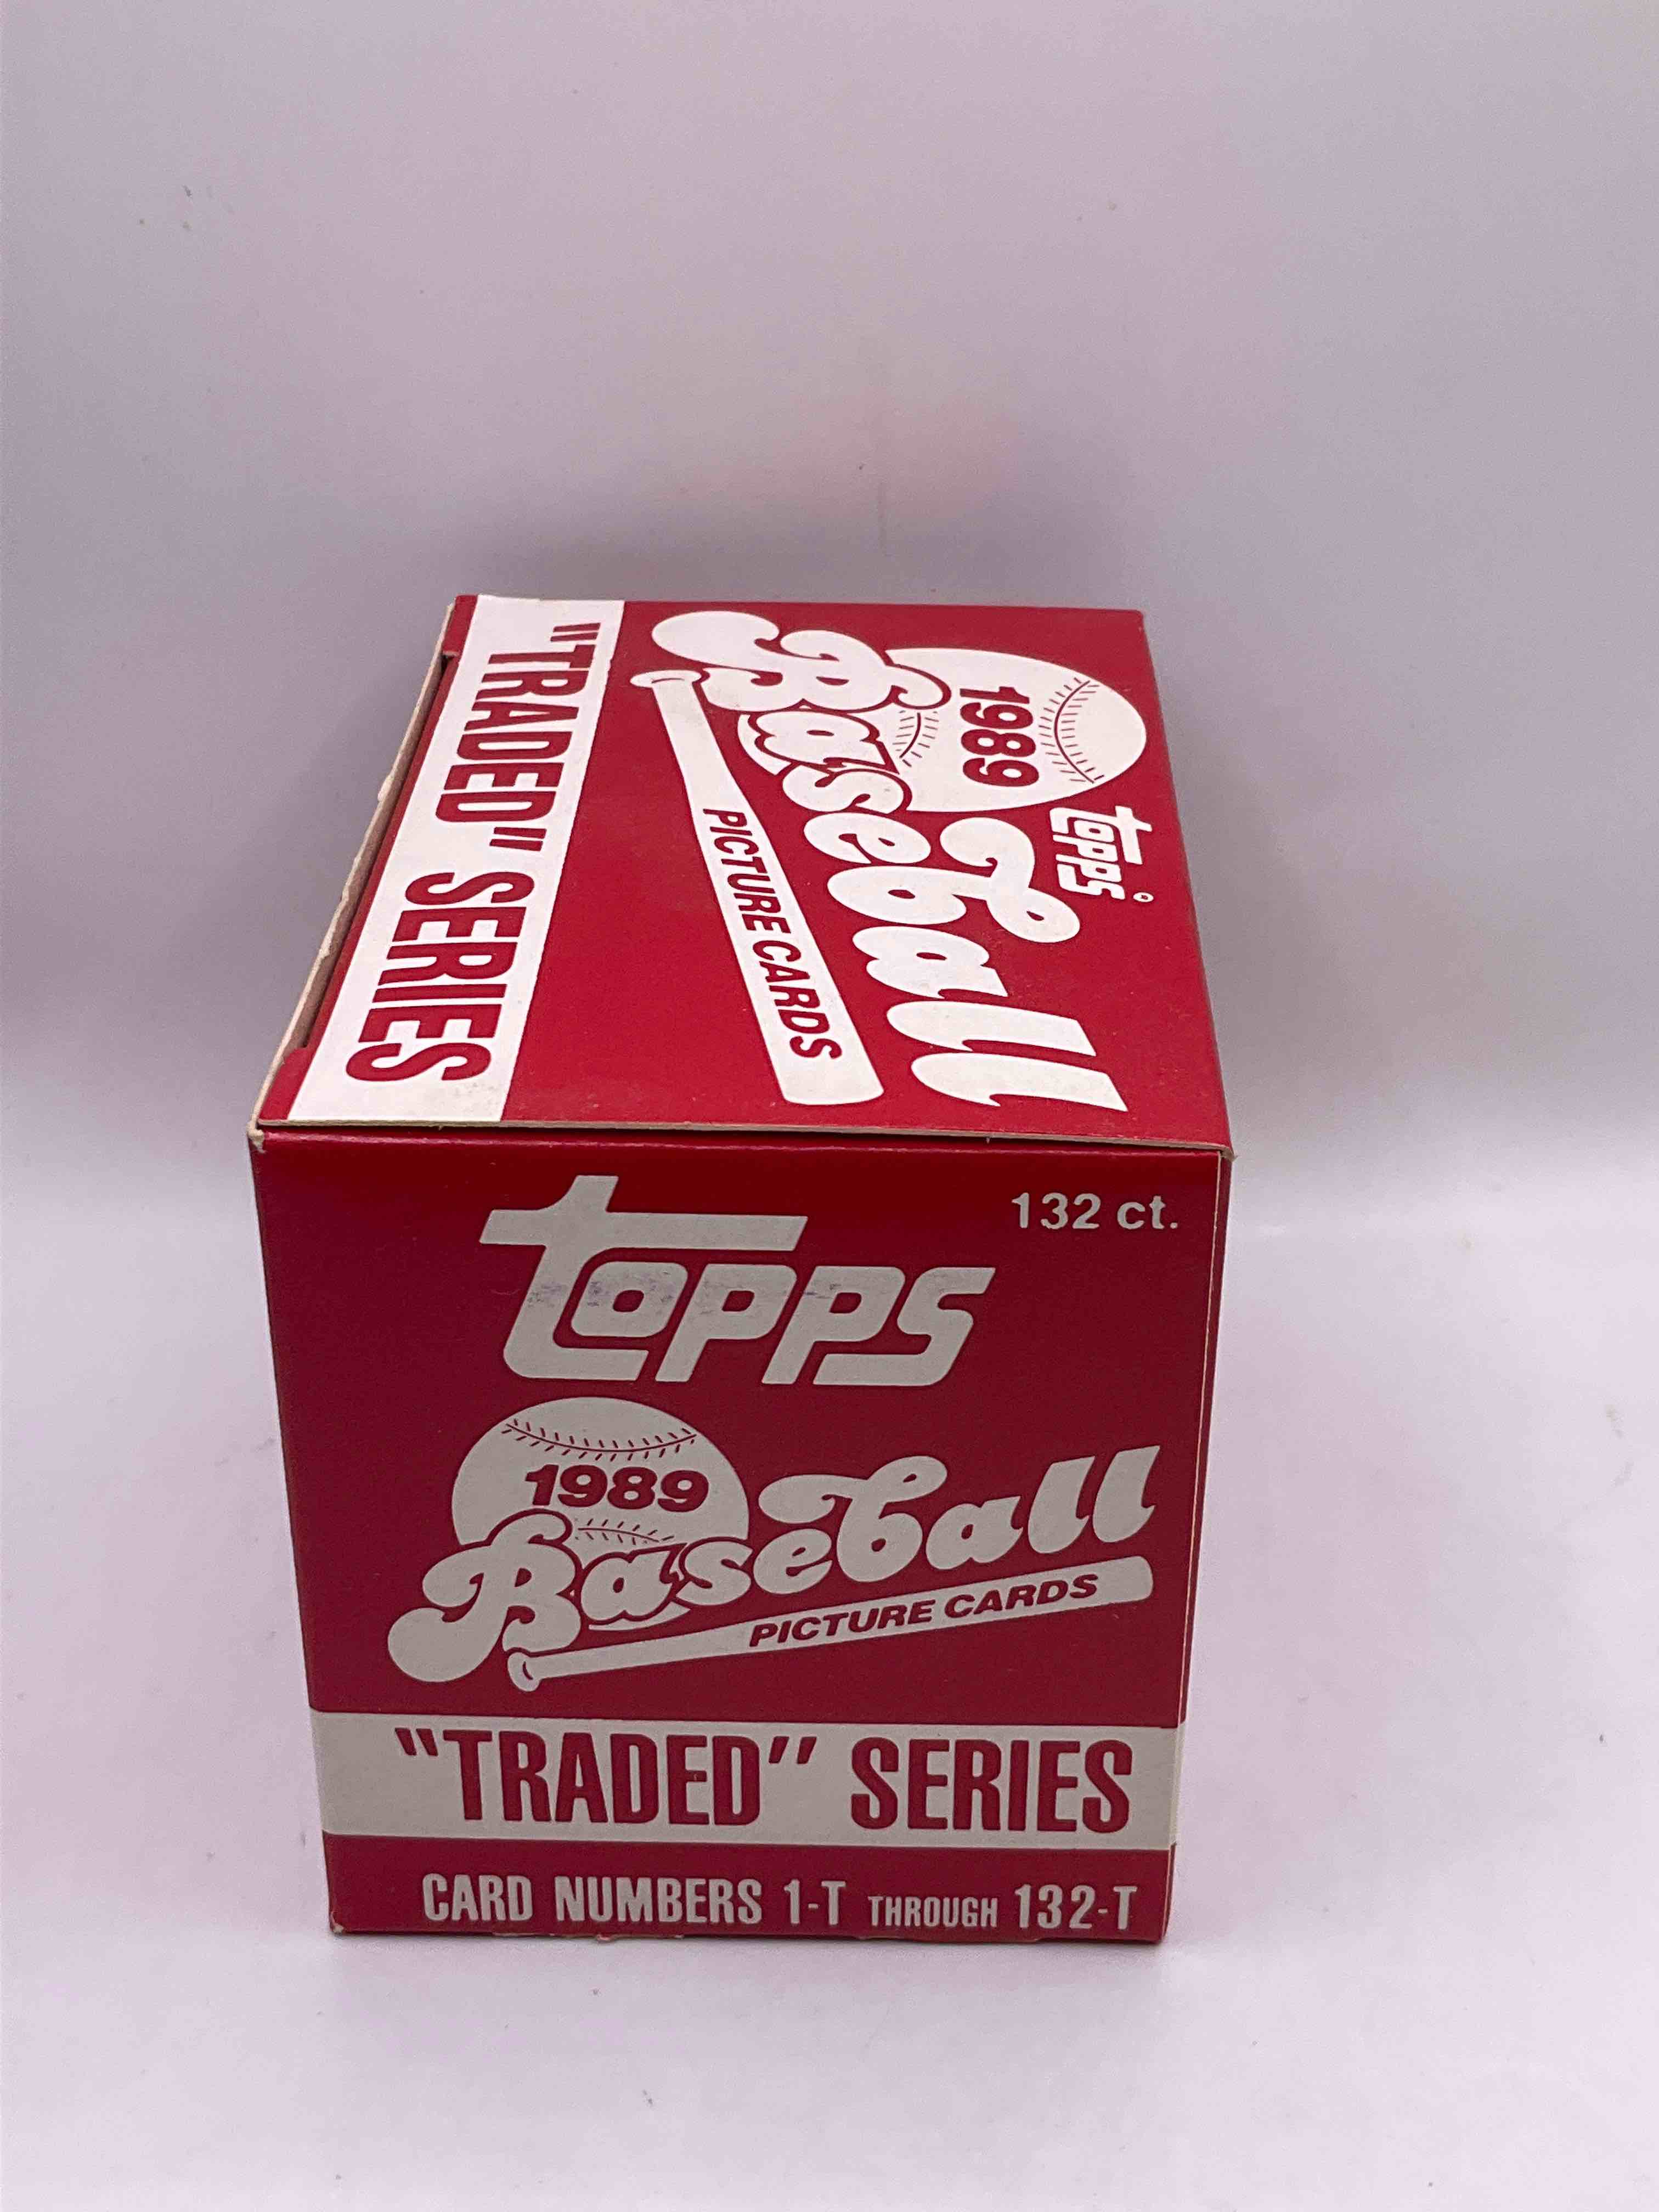 topps ©
1989
Baseball
PICTURE CARDS
"TRADED" SERIES
132 ct.
topps
1989
Baseball
PICTURE CARDS
"TRADED" SERIES
CARD NUMBERS 1-T THROUGH 132-T